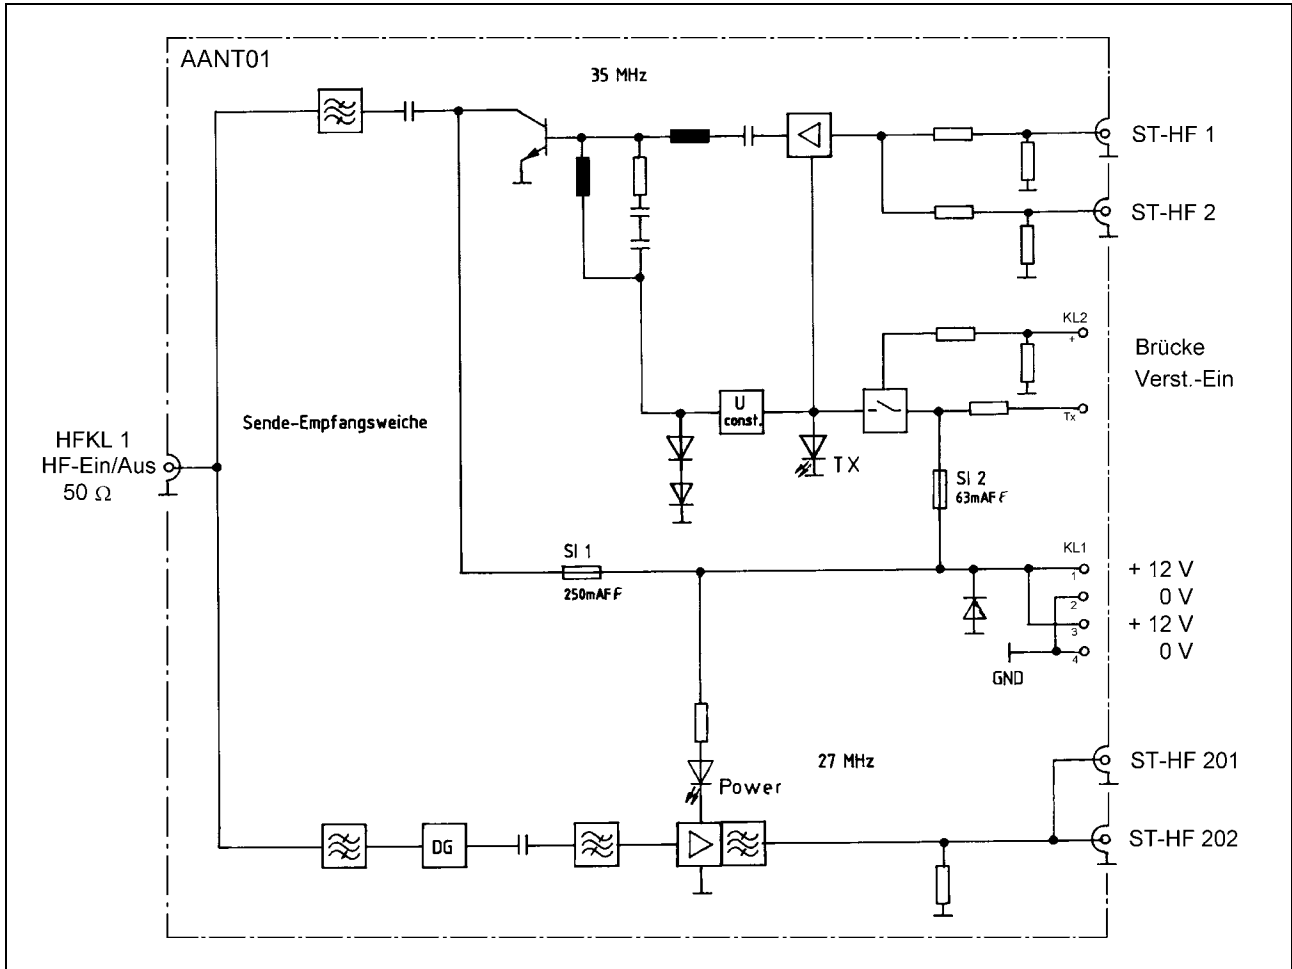 AANT01
35 MHz
ST-HF 1
ST-HF 2
KL2
+
Brücke
Verst.-Ein
Tx
U
const.
Sende-Empfangsweiche
TX
HFKL 1
HF-Ein/Aus
50 Ω
SI 2
63mAF F
SI 1
250mAF F
KL1
1
+ 12 V
2
0 V
3
+ 12 V
4
0 V
GND
27 MHz
Power
ST-HF 201
DG
ST-HF 202